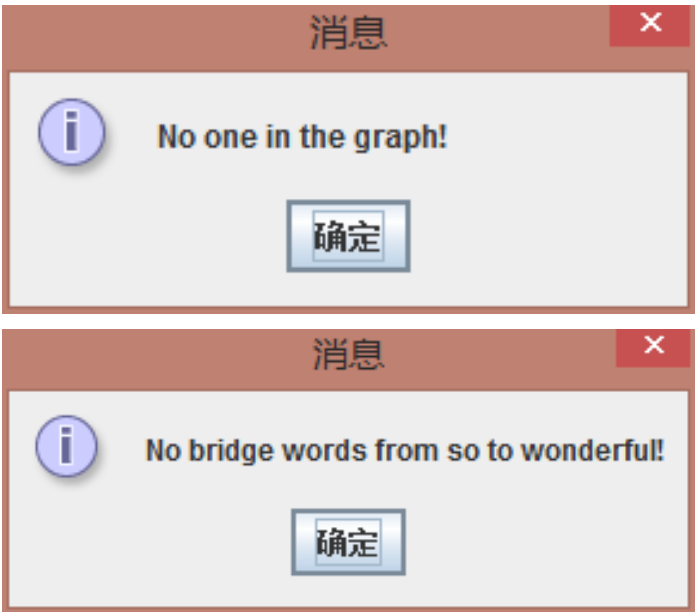 消息
No one in the graph!
确定
消息
No bridge words from so to wonderful!
确定